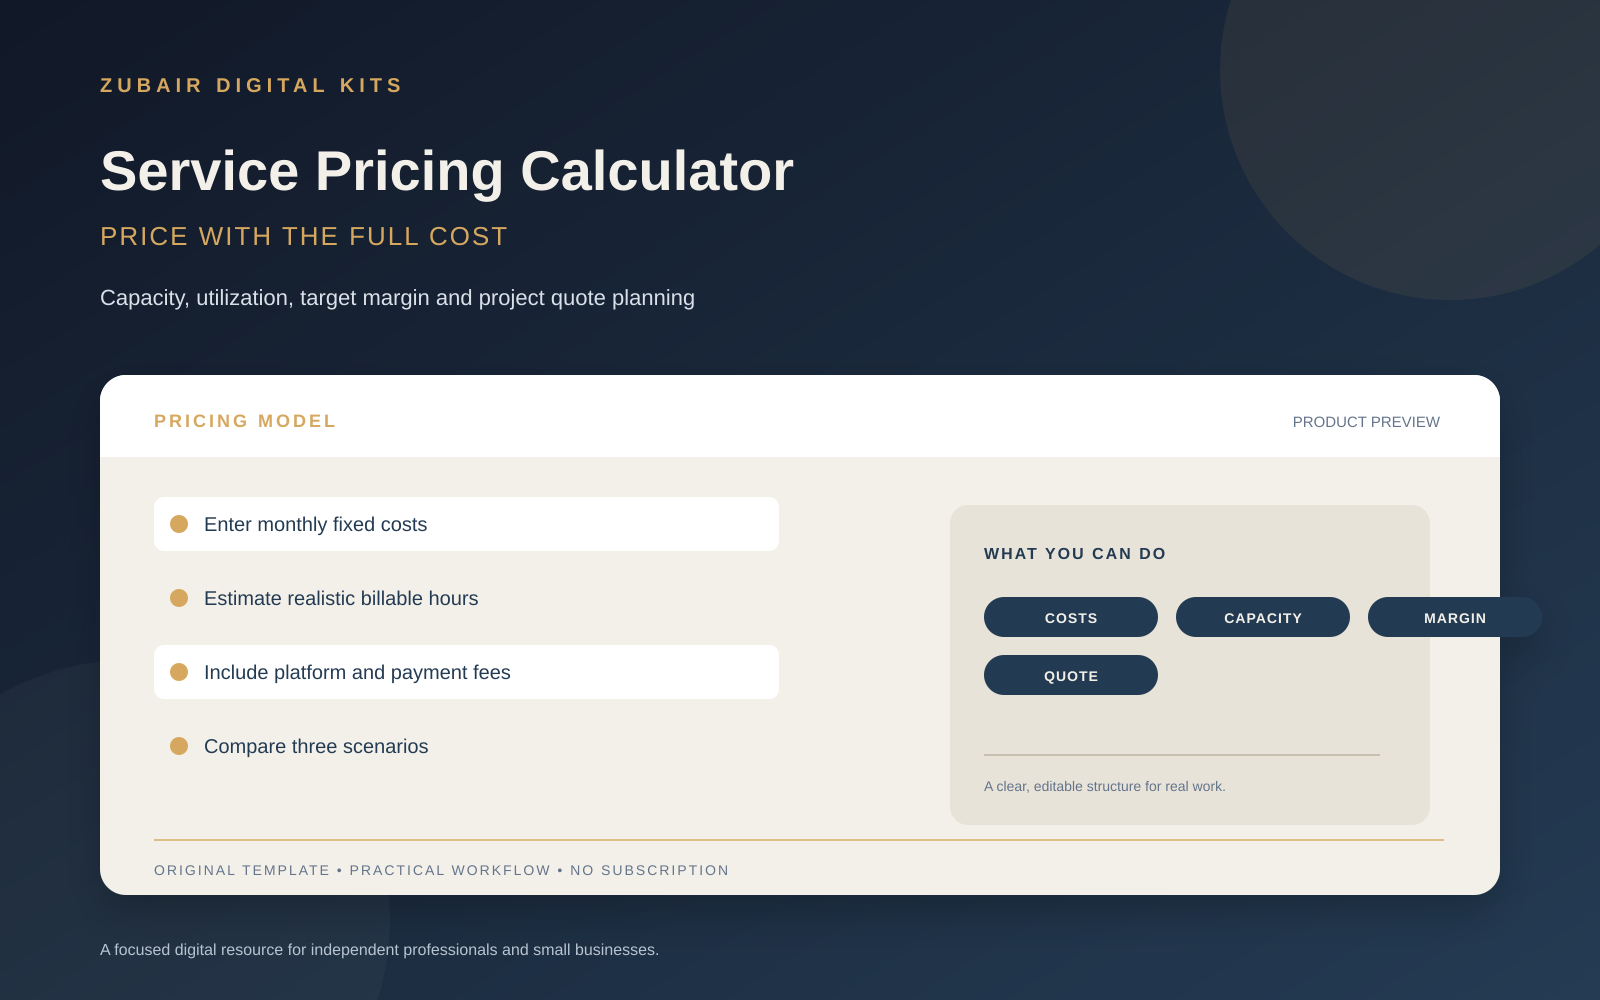 ZUBAIR DIGITAL KITS
Service Pricing Calculator
PRICE WITH THE FULL COST
Capacity, utilization, target margin and project quote planning
PRICING MODEL
PRODUCT PREVIEW
Enter monthly fixed costs
Estimate realistic billable hours
Include platform and payment fees
Compare three scenarios
WHAT YOU CAN DO
COSTS
CAPACITY
MARGIN
QUOTE
A clear, editable structure for real work.
ORIGINAL TEMPLATE • PRACTICAL WORKFLOW • NO SUBSCRIPTION
A focused digital resource for independent professionals and small businesses.